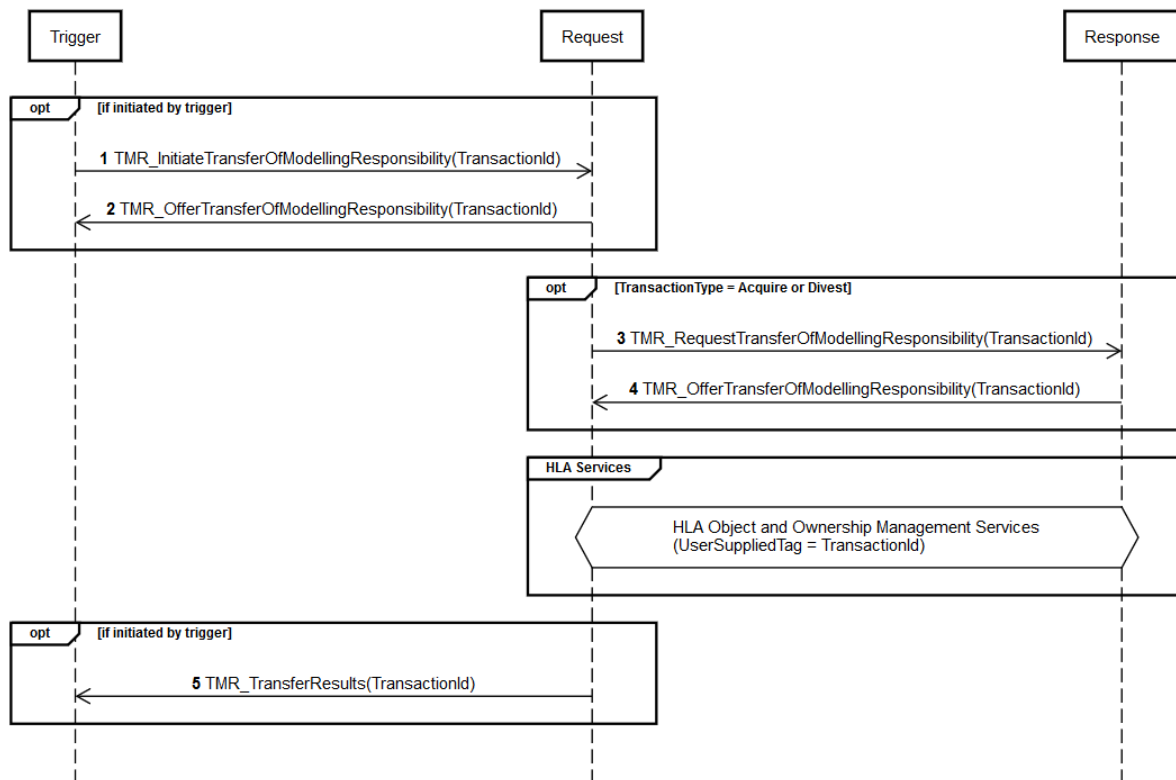 Trigger
Request
Response
opt
[if initiated by trigger]
1 TMR_InitiateTransferOfModellingResponsibility(TransactionId)
2 TMR_OfferTransferOfModellingResponsibility(TransactionId)
opt
[TransactionType = Acquire or Divest]
3 TMR_RequestTransferOfModellingResponsibility(TransactionId)
4 TMR_OfferTransferOfModellingResponsibility(TransactionId)
HLA Services
HLA Object and Ownership Management Services
(UserSuppliedTag = TransactionId)
opt
[if initiated by trigger]
5 TMR_TransferResults(TransactionId)